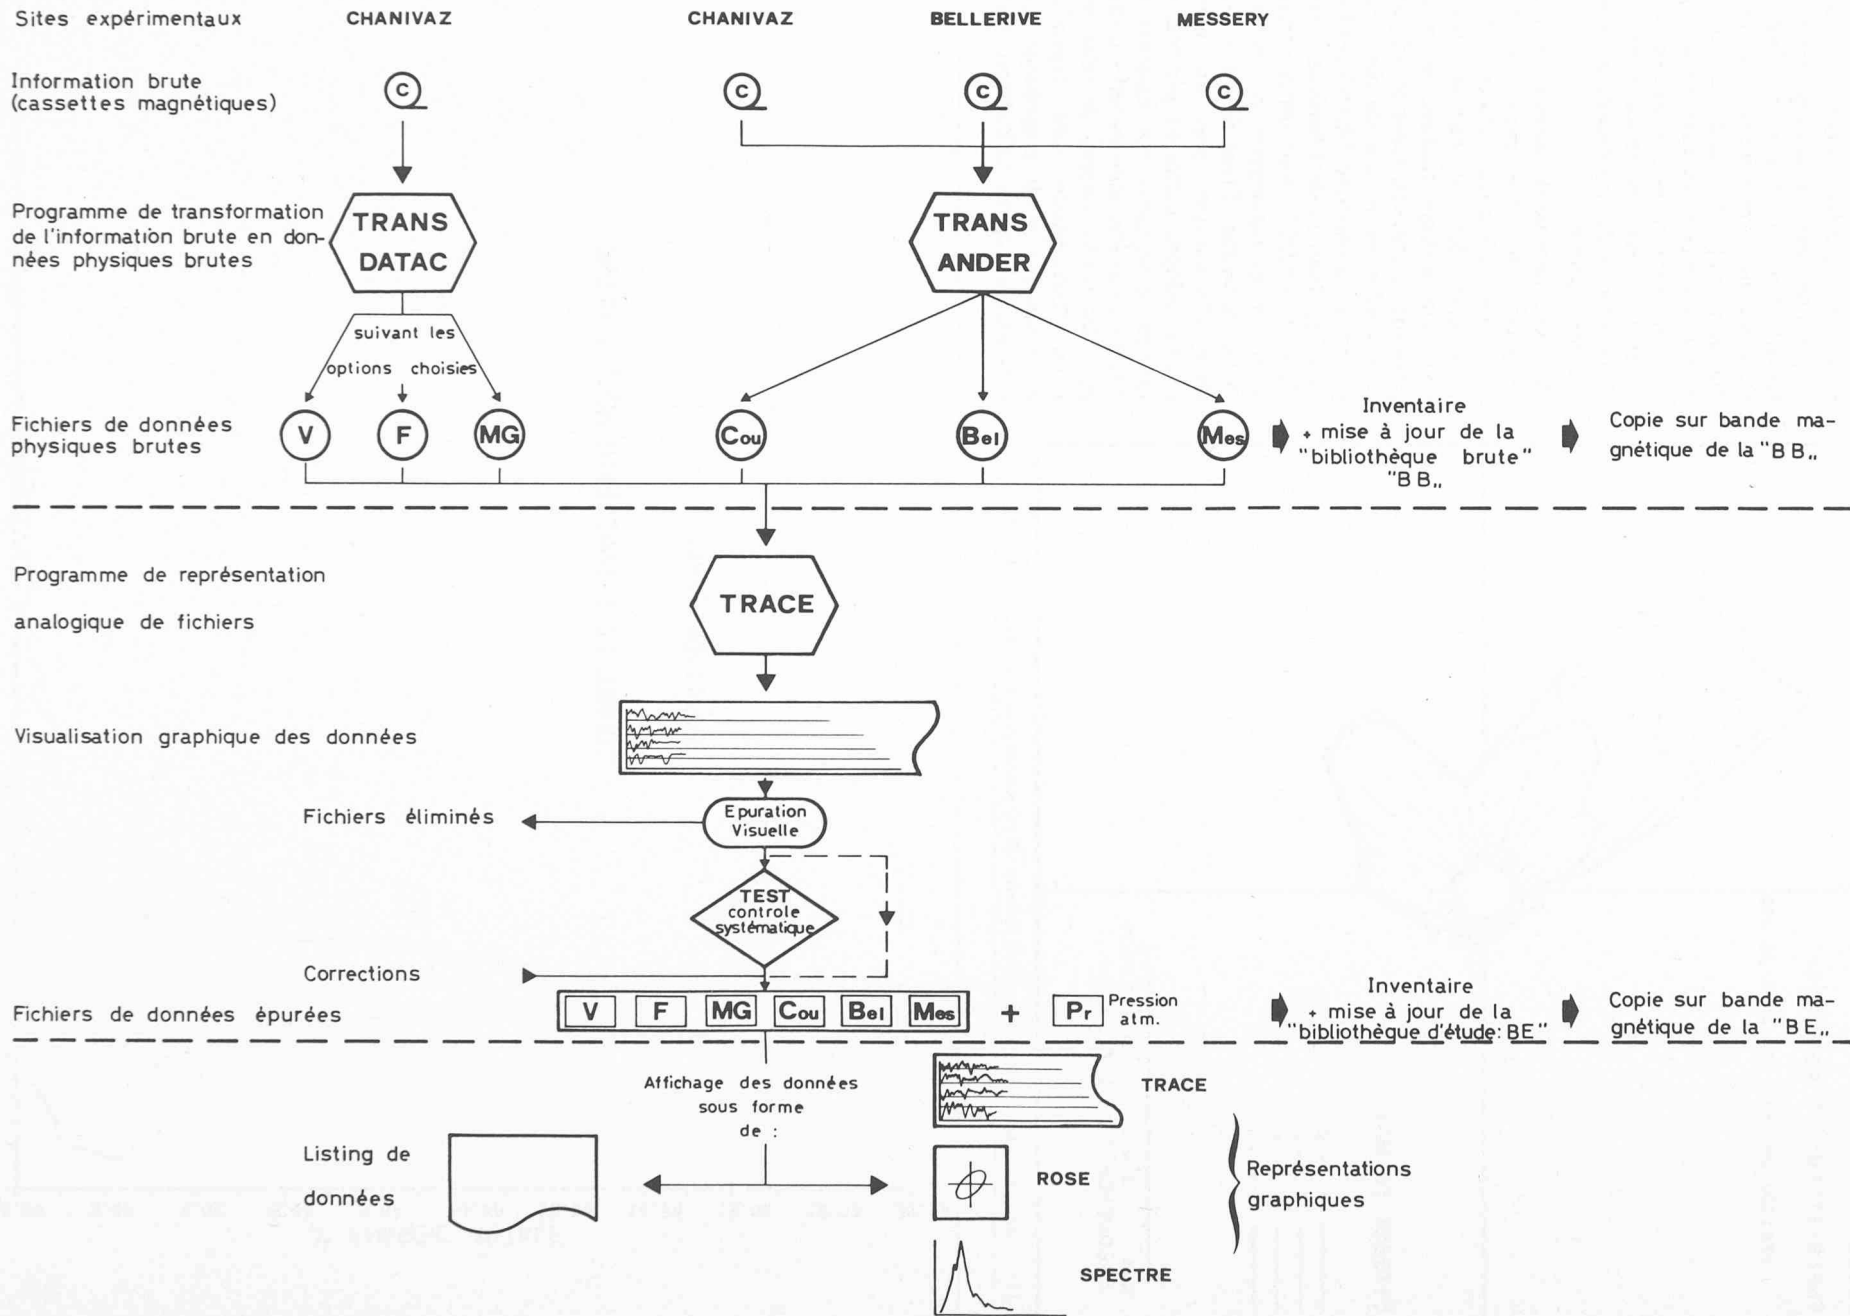 Sites expérimentaux CHANIVAZ CHANIVAZ BELLERIVE MESSERY
Information brute
(cassettes magnétiques)
C C C C
Programme de transformation
de l'information brute en don-
nées physiques brutes
TRANS
DATAC
TRANS
ANDER
suivant les
options choisies
Fichiers de données
physiques brutes
V F MG Cou Bel Mes
Inventaire
+ mise à jour de la
"bibliothèque brute"
"BB„
Copie sur bande ma-
gnétique de la "BB„
Programme de représentation
analogique de fichiers
TRACE
Visualisation graphique des données
Fichiers éliminés
Epuration
Visuelle
TEST
controle
systématique
Corrections
Fichiers de données épurées
V F MG Cou Bel Mes + Pr Pression
atm.
Inventaire
+ mise à jour de la
"bibliothèque d'étude: BE"
Copie sur bande ma-
gnétique de la "BE„
Affichage des données
sous forme
de :
Listing de
données
TRACE
ROSE
SPECTRE
Représentations
graphiques